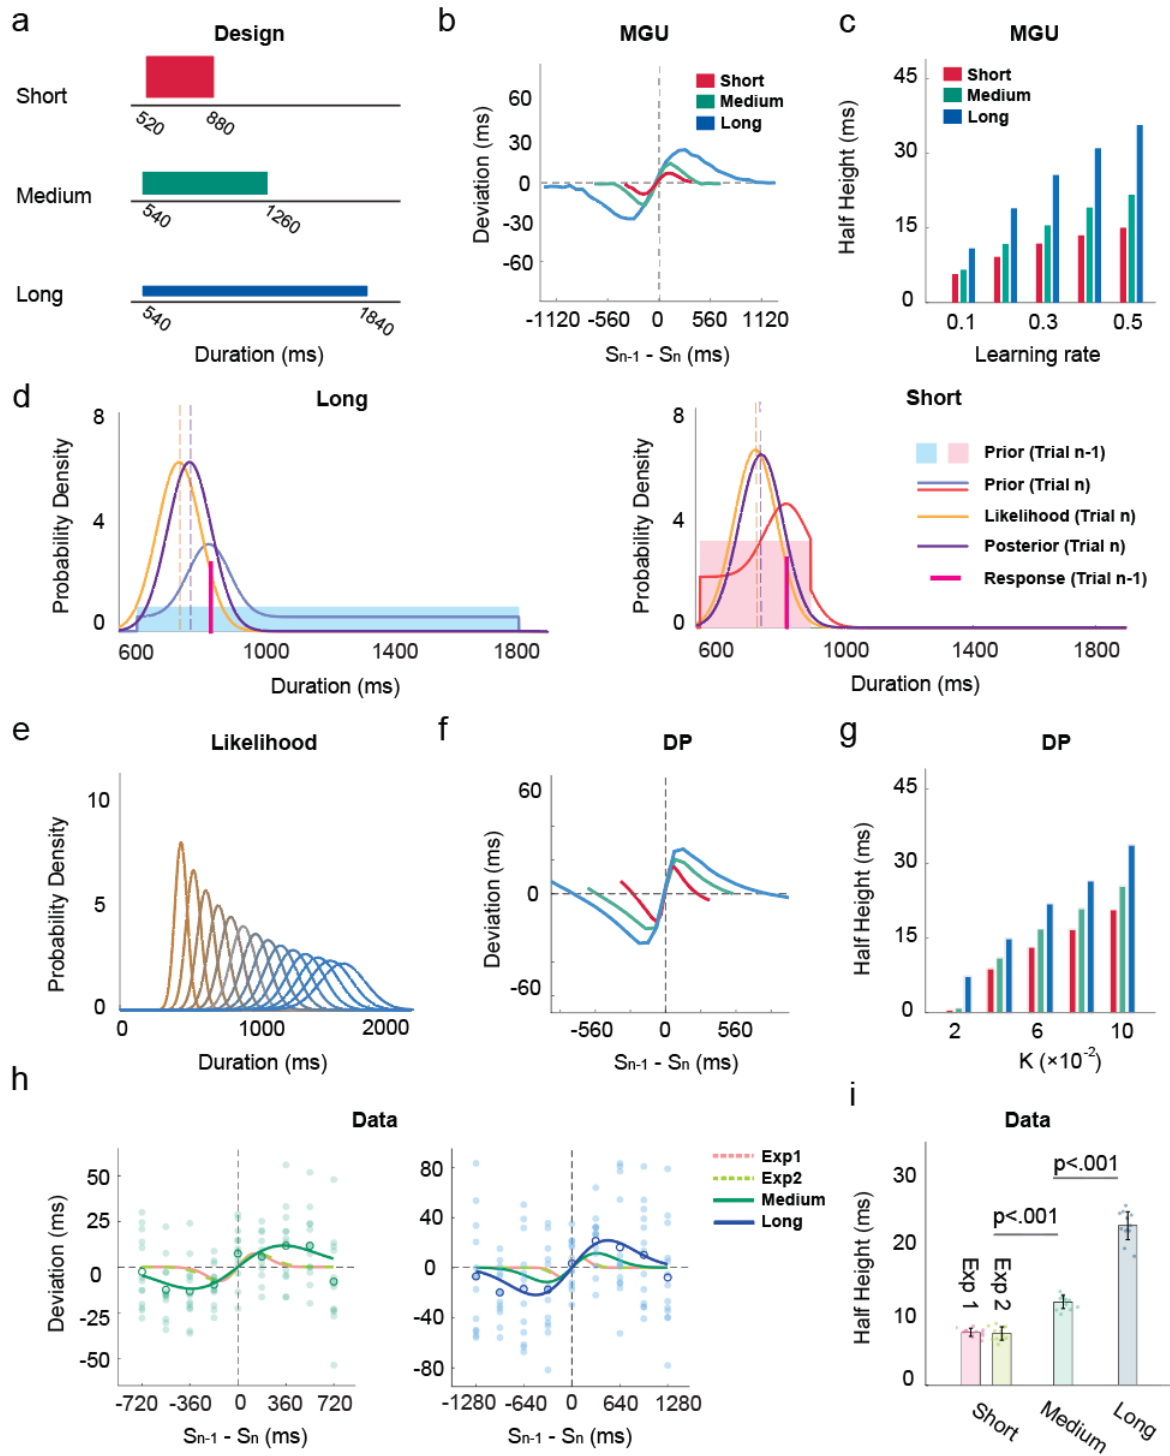 a
Design
Short
520
880
Medium
540
1260
Long
540
1840
Duration (ms)
b
MGU
Short
Medium
Long
Deviation (ms)
60
30
0
-30
-60
-1120 -560 0 560 1120
Sn-1 - Sn (ms)
c
MGU
Short
Medium
Long
Half Height (ms)
45
30
15
0
0.1 0.3 0.5
Learning rate
d
Long
Probability Density
8
4
0
600 1000 1400 1800
Duration (ms)
Short
Probability Density
8
4
0
600 1000 1400 1800
Duration (ms)
Prior (Trial n-1)
Prior (Trial n)
Likelihood (Trial n)
Posterior (Trial n)
Response (Trial n-1)
e
Likelihood
Probability Density
10
5
0
0 1000 2000
Duration (ms)
f
DP
Deviation (ms)
60
0
-60
-560 0 560
Sn-1 - Sn (ms)
g
DP
Half Height (ms)
45
30
15
0
2 6 10
K (×10-2)
h
Data
Deviation (ms)
50
25
0
-25
-50
-720 -360 0 360 720
Sn-1 - Sn (ms)
80
40
0
-40
-80
-1280 -640 0 640 1280
Sn-1 - Sn (ms)
Exp1
Exp2
Medium
Long
i
Data
Half Height (ms)
30
20
10
0
p<.001
p<.001
Exp 1
Exp 2
Short
Medium
Long